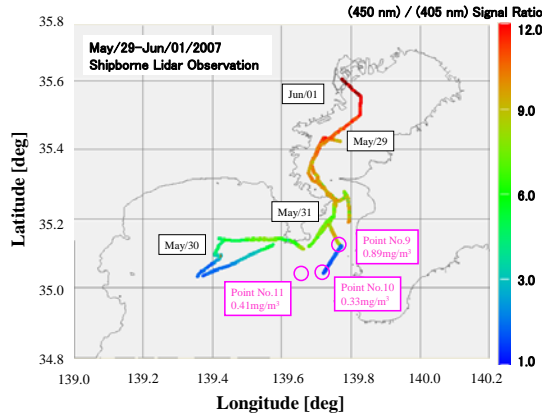 (450 nm) / (405 nm) Signal Ratio
35.8
12.0
May/29-Jun/01/2007
Shipborne Lidar Observation
35.6
Jun/01
9.0
May/29
35.4
Latitude [deg]
6.0
May/31
35.2
May/30
Point No.9
0.89mg/m³
3.0
35.0
Point No.11
0.41mg/m³
Point No.10
0.33mg/m³
34.8
1.0
139.0
139.2
139.4
139.6
139.8
140.0
140.2
Longitude [deg]